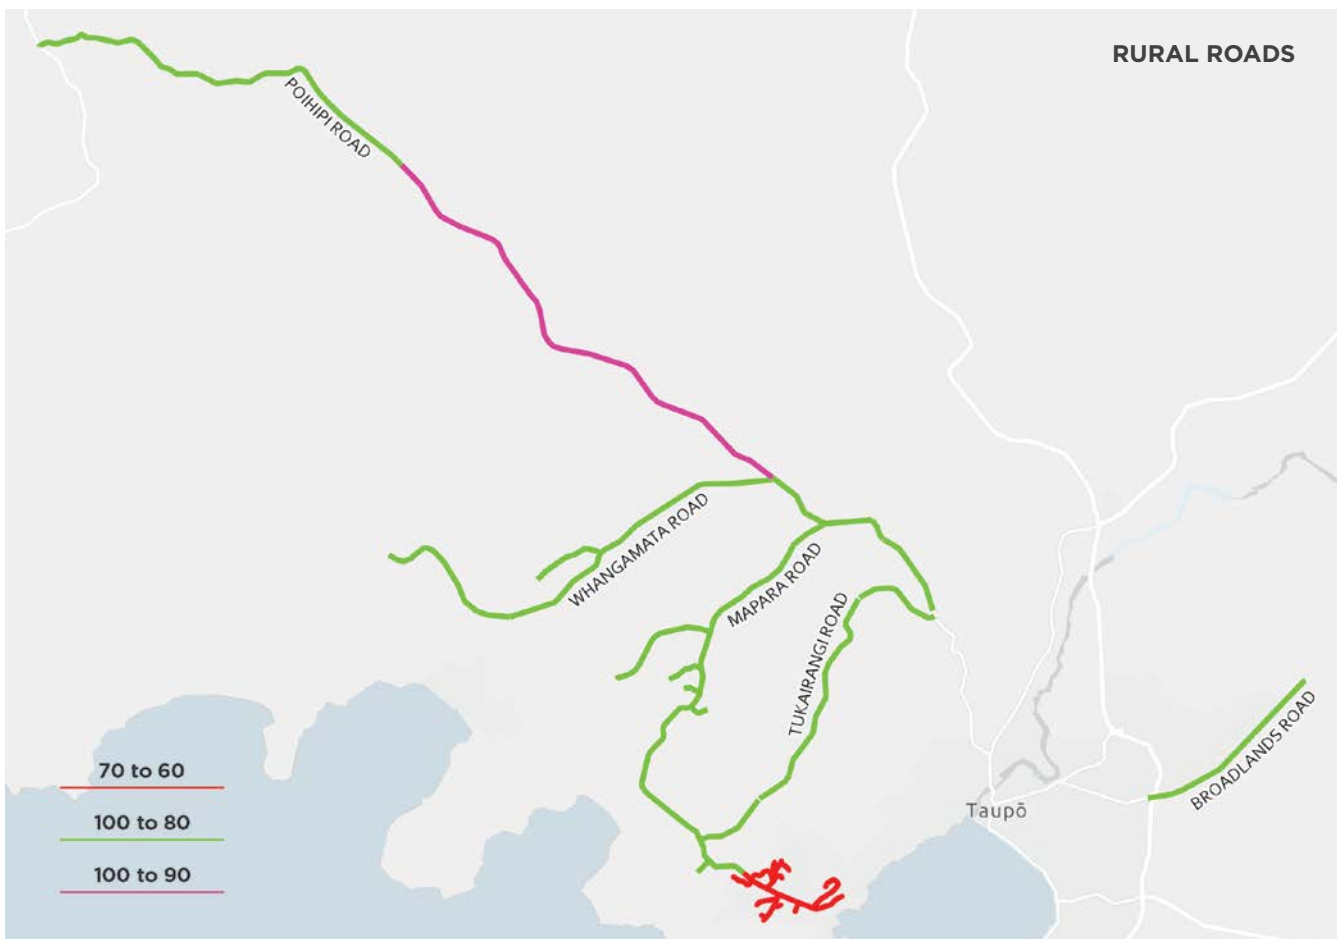 RURAL ROADS
POIHIPI ROAD
WHANGAMATA ROAD
MAPARA ROAD
TUKAIRANGI ROAD
BROADLANDS ROAD
Taupō
70 to 60
100 to 80
100 to 90